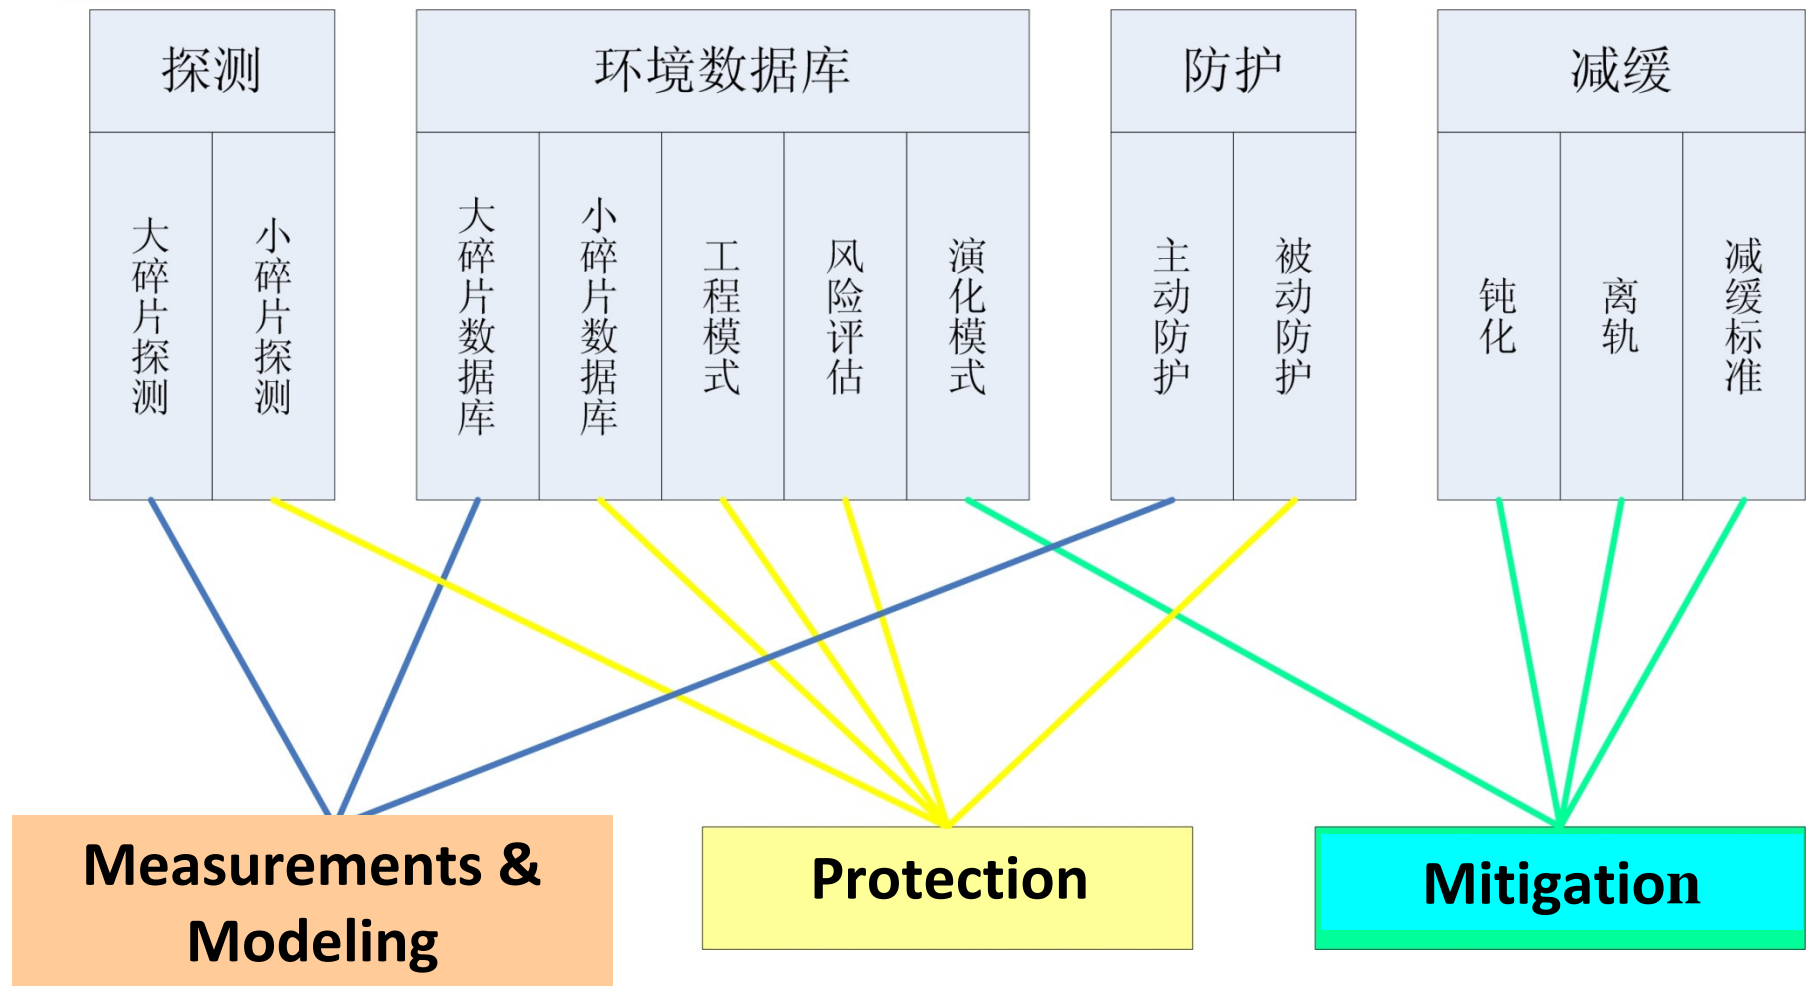 探测
环境数据库
防护
减缓
大碎片探测
小碎片探测
大碎片数据库
小碎片数据库
工程模式
风险评估
演化模式
主动防护
被动防护
钝化
离轨
减缓标准
Measurements &
Modeling
Protection
Mitigation